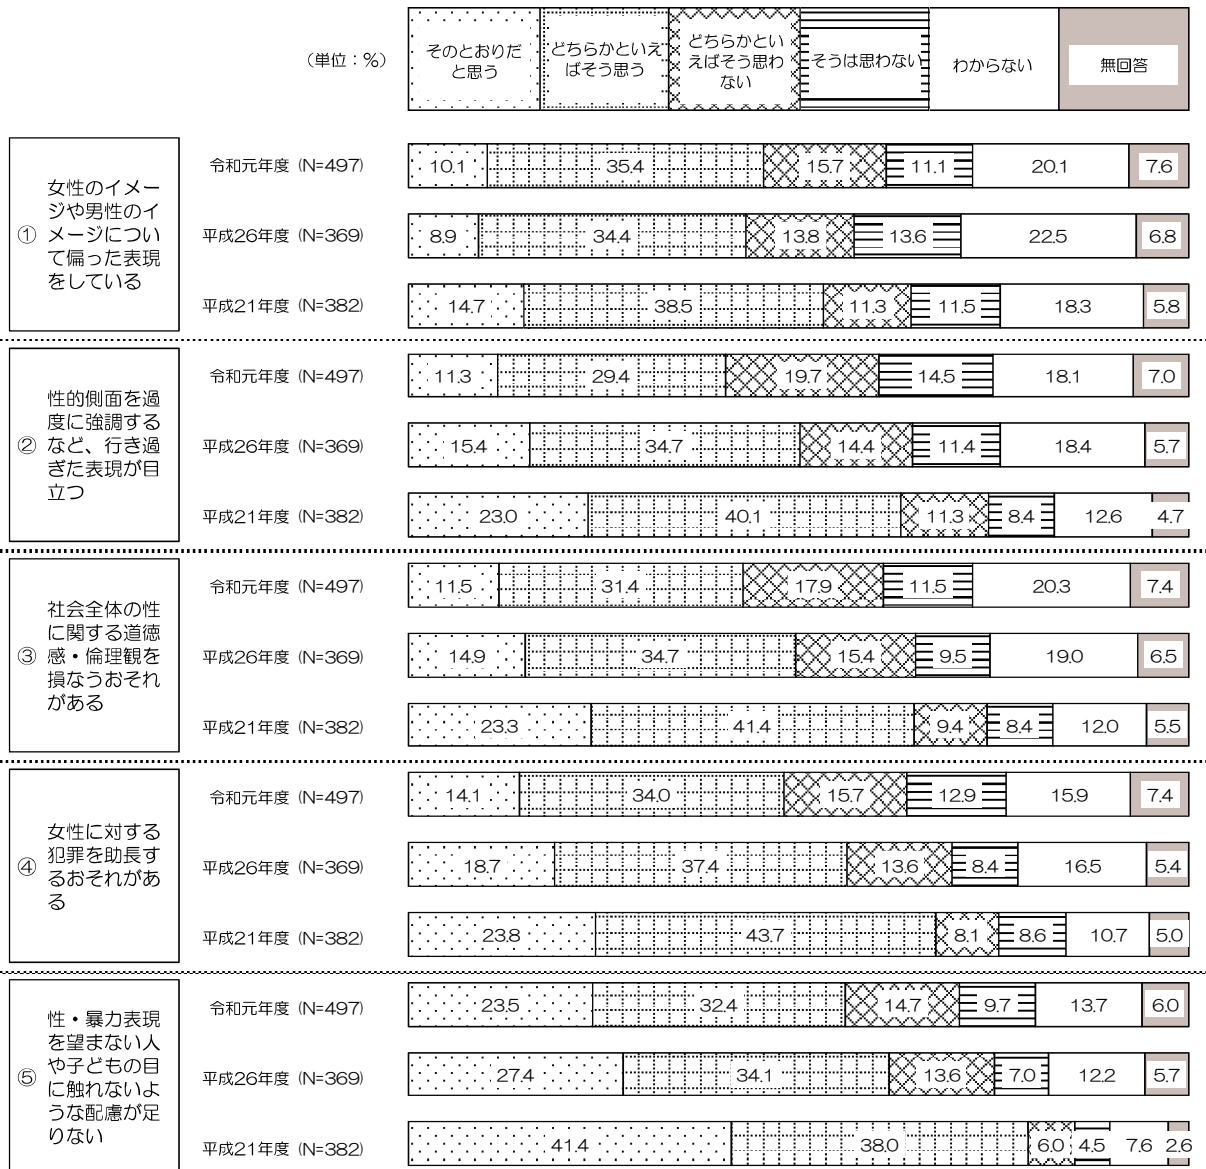 (単位：%)
そのとおりだ
と思う
どちらかといえ
ばそう思う
どちらかとい
えばそう思わ
ない
そうは思わない
わからない
無回答
①
女性のイメー
ジや男性のイ
メージについ
て偏った表現
をしている
令和元年度 (N=497) 10.1 35.4 15.7 11.1 20.1 7.6
平成26年度 (N=369) 8.9 34.4 13.8 13.6 22.5 6.8
平成21年度 (N=382) 14.7 38.5 11.3 11.5 18.3 5.8
②
性的側面を過
度に強調する
など、行き過
ぎた表現が目
立つ
令和元年度 (N=497) 11.3 29.4 19.7 14.5 18.1 7.0
平成26年度 (N=369) 15.4 34.7 14.4 11.4 18.4 5.7
平成21年度 (N=382) 23.0 40.1 11.3 8.4 12.6 4.7
③
社会全体の性
に関する道徳
感・倫理観を
損なうおそれ
がある
令和元年度 (N=497) 11.5 31.4 17.9 11.5 20.3 7.4
平成26年度 (N=369) 14.9 34.7 15.4 9.5 19.0 6.5
平成21年度 (N=382) 23.3 41.4 9.4 8.4 12.0 5.5
④
女性に対する
犯罪を助長す
るおそれがあ
る
令和元年度 (N=497) 14.1 34.0 15.7 12.9 15.9 7.4
平成26年度 (N=369) 18.7 37.4 13.6 8.4 16.5 5.4
平成21年度 (N=382) 23.8 43.7 8.1 8.6 10.7 5.0
⑤
性・暴力表現
を望まない人
や子どもの目
に触れないよ
うな配慮が足
りない
令和元年度 (N=497) 23.5 32.4 14.7 9.7 13.7 6.0
平成26年度 (N=369) 27.4 34.1 13.6 7.0 12.2 5.7
平成21年度 (N=382) 41.4 38.0 6.0 4.5 7.6 2.6